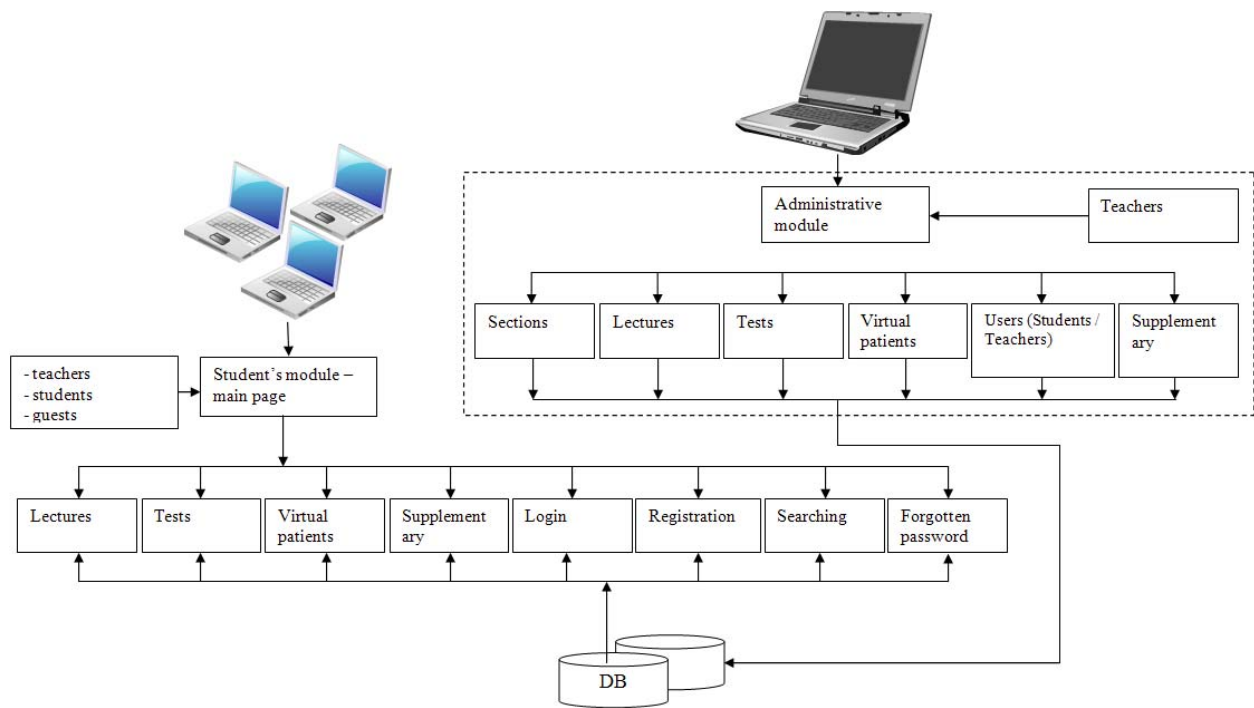 Administrative
module
Teachers
Sections
Lectures
Tests
Virtual
patients
Users (Students /
Teachers)
Supplement
ary
- teachers
- students
- guests
Student's module –
main page
Lectures
Tests
Virtual
patients
Supplement
ary
Login
Registration
Searching
Forgotten
password
DB